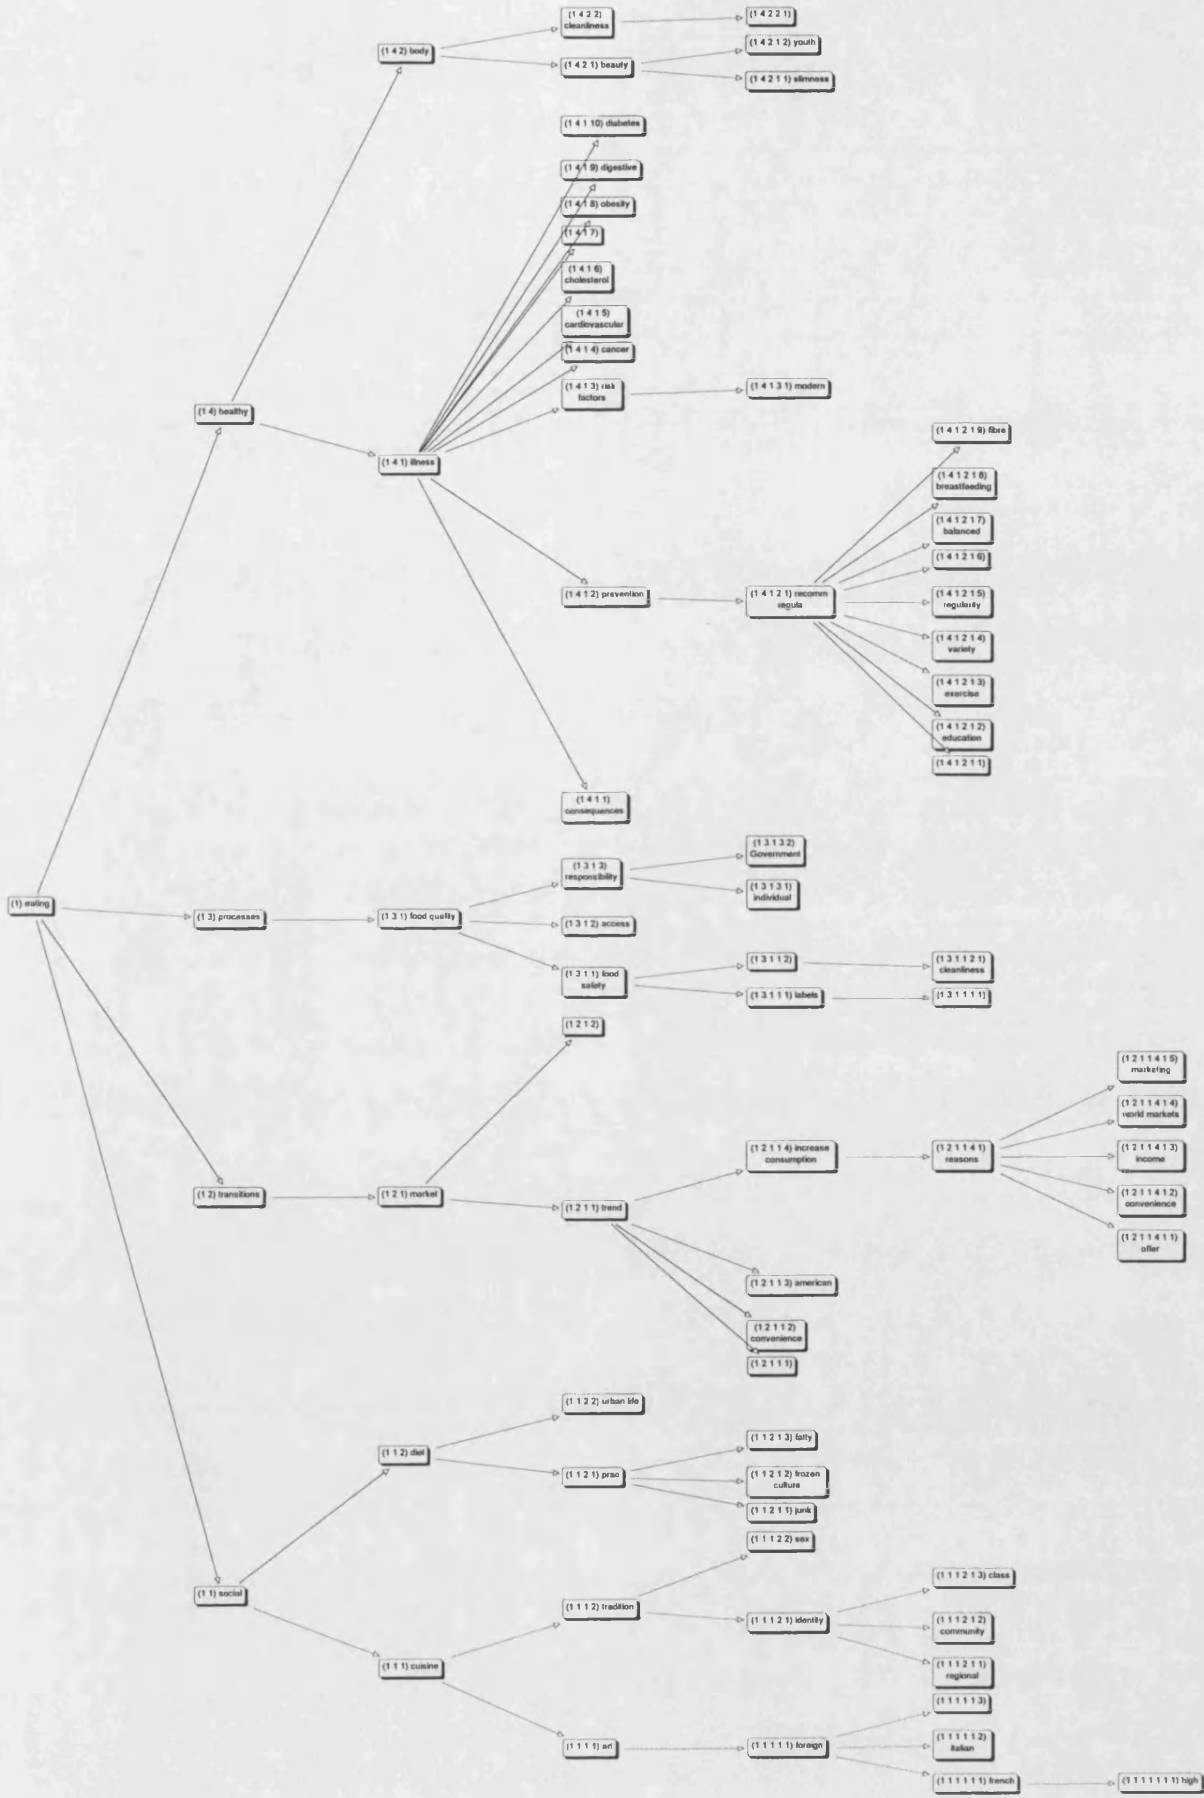 (1 4 2 2)
cleanliness
(1 4 2 2 1)
(1 4 2) body
(1 4 2 1 2) youth
(1 4 2 1) beauty
(1 4 2 1 1) slimness
(1 4 1 10) diabetes
(1 4 1 9) digestive
(1 4 1 8) obesity
(1 4 1 7)
(1 4 1 6)
cholesterol
(1 4 1 5)
cardiovascular
(1 4 1 4) cancer
(1 4 1 3) risk
factors
(1 4 1 3 1) modern
(1 4) healthy
(1 4 1) illness
(1 4 1 2 1 9) fibre
(1 4 1 2 1 8)
breastfeeding
(1 4 1 2 1 7)
balanced
(1 4 1 2 1 6)
(1 4 1 2) prevention
(1 4 1 2 1) recomm
regula
(1 4 1 2 1 5)
regularity
(1 4 1 2 1 4)
variety
(1 4 1 2 1 3)
exercise
(1 4 1 2 1 2)
education
(1 4 1 2 1 1)
(1 4 1 1)
consequences
(1 3 1 3 2)
Government
(1 3 1 3)
responsibility
(1 3 1 3 1)
individual
(1) eating
(1 3) processes
(1 3 1) food quality
(1 3 1 2) access
(1 3 1 1) food
safety
(1 3 1 1 2)
(1 3 1 1 2 1)
cleanliness
(1 3 1 1 1) labels
(1 3 1 1 1 1)
(1 2 1 2)
(1 2 1 1 4 1 5)
marketing
(1 2 1 1 4 1 4)
world markets
(1 2 1 1 4) increase
consumption
(1 2 1 1 4 1)
reasons
(1 2 1 1 4 1 3)
income
(1 2) transitions
(1 2 1) market
(1 2 1 1) trend
(1 2 1 1 4 1 2)
convenience
(1 2 1 1 4 1 1)
offer
(1 2 1 1 3) american
(1 2 1 1 2)
convenience
(1 2 1 1 1)
(1 1 2 2) urban life
(1 1 2) diet
(1 1 2 1 3) fatty
(1 1 2 1) prac
(1 1 2 1 2) frozen
culture
(1 1 2 1 1) junk
(1 1 1 2 2) sex
(1 1) social
(1 1 1 2) tradition
(1 1 1 2 1 3) class
(1 1 1 2 1) identity
(1 1 1 2 1 2)
community
(1 1 1) cuisine
(1 1 1 2 1 1)
regional
(1 1 1 1 1 3)
(1 1 1 1) art
(1 1 1 1 1) foreign
(1 1 1 1 1 2)
italian
(1 1 1 1 1 1) french
(1 1 1 1 1 1 1) high